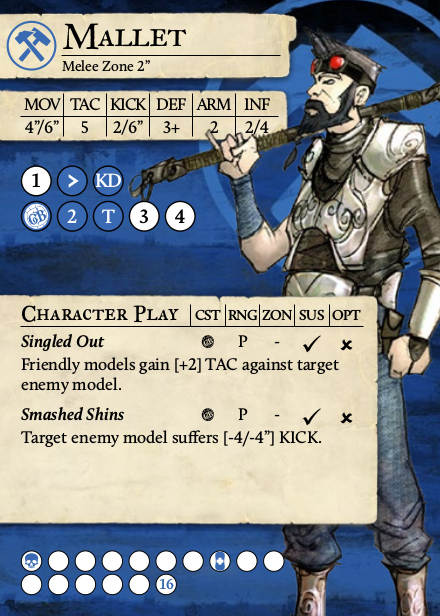 Mallet
Melee Zone 2”
MOV TAC KICK DEF ARM INF
4”/6” 5 2/6” 3+ 2 2/4
1 > KD
GB 2 T 3 4
Character Play CST RNG ZON SUS OPT
Singled Out P - ✓ ✗
Friendly models gain [+2] TAC against target
enemy model.
Smashed Shins P - ✓ ✗
Target enemy model suffers [-4/-4”] KICK.
16